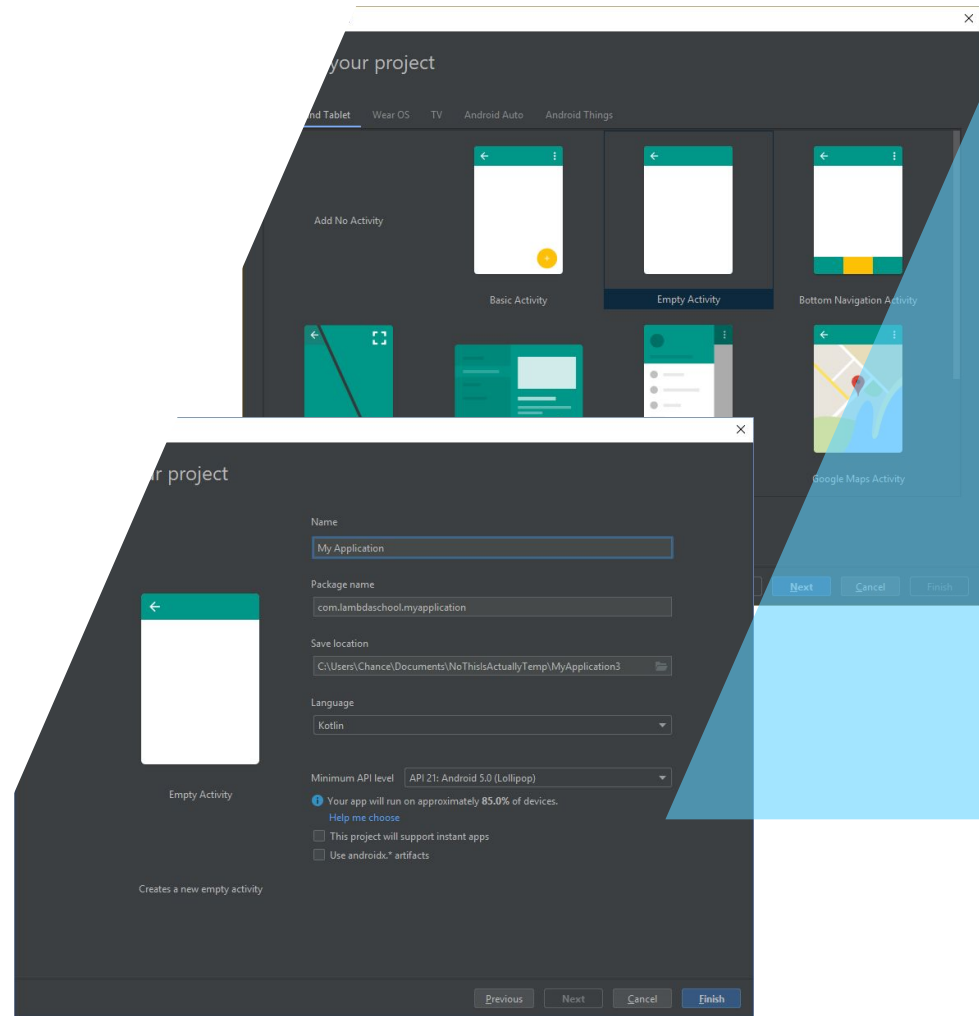 your project
nd Tablet Wear OS TV Android Auto Android Things
Add No Activity
Basic Activity Empty Activity Bottom Navigation Activity
Google Maps Activity
Next Cancel Finish
r project
Name
My Application
Package name
com.lambdaschool.myapplication
Save location
C:\Users\Chance\Documents\NoThisIsActuallyTemp\MyApplication3
Language
Kotlin
Minimum API level API 21: Android 5.0 (Lollipop)
Your app will run on approximately 85.0% of devices.
Help me choose
This project will support instant apps
Use androidx.* artifacts
Empty Activity
Creates a new empty activity
Previous Next Cancel Finish